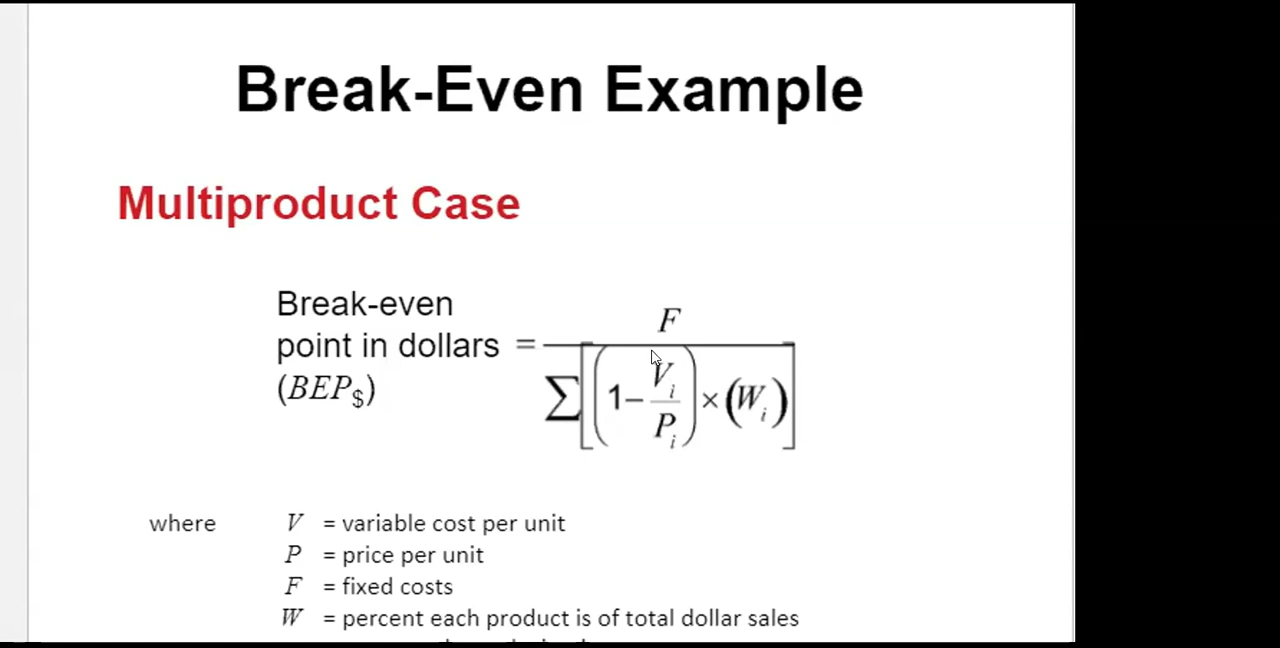 Break-Even Example
Multiproduct Case
Break-even
point in dollars = F / ∑[(1 − Vᵢ/Pᵢ) × (Wᵢ)]
(BEP$)
where V = variable cost per unit
P = price per unit
F = fixed costs
W = percent each product is of total dollar sales